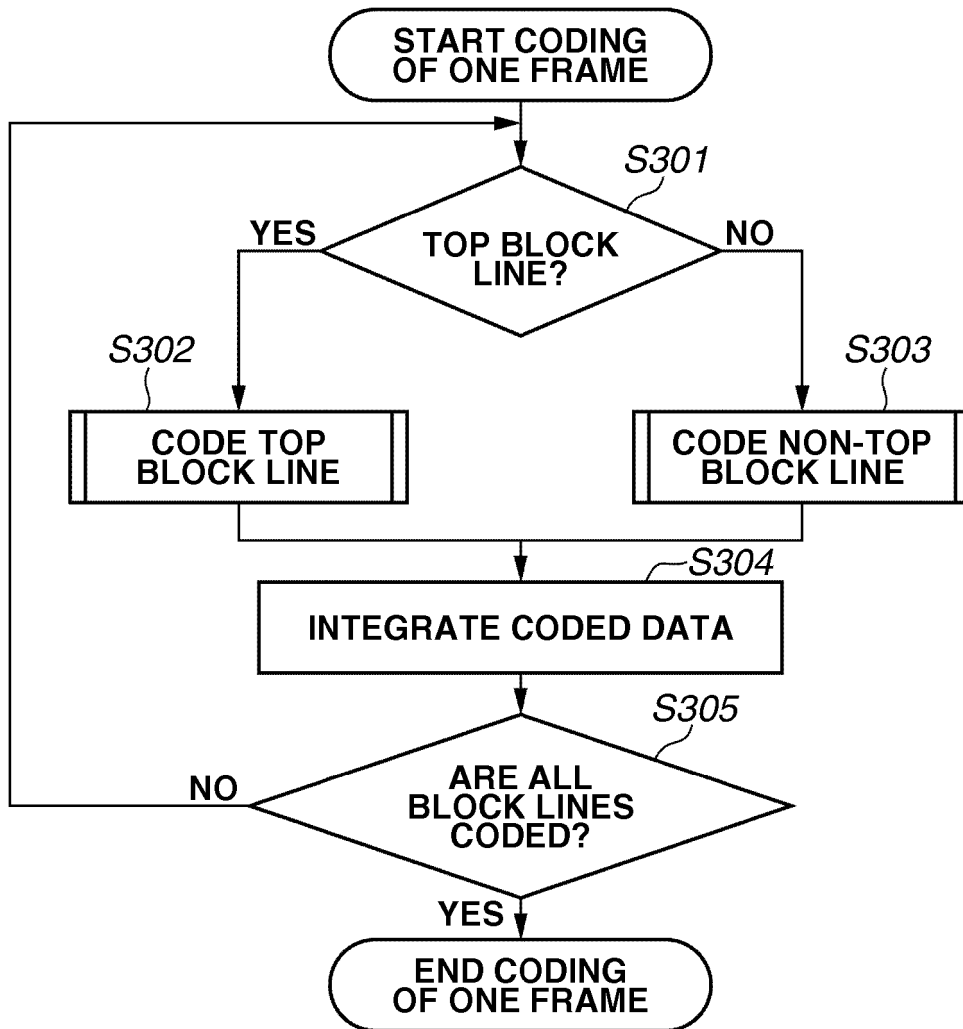 START CODING
OF ONE FRAME
S301
YES
TOP BLOCK
LINE?
NO
S302
S303
CODE TOP
BLOCK LINE
CODE NON-TOP
BLOCK LINE
S304
INTEGRATE CODED DATA
S305
NO
ARE ALL
BLOCK LINES
CODED?
YES
END CODING
OF ONE FRAME